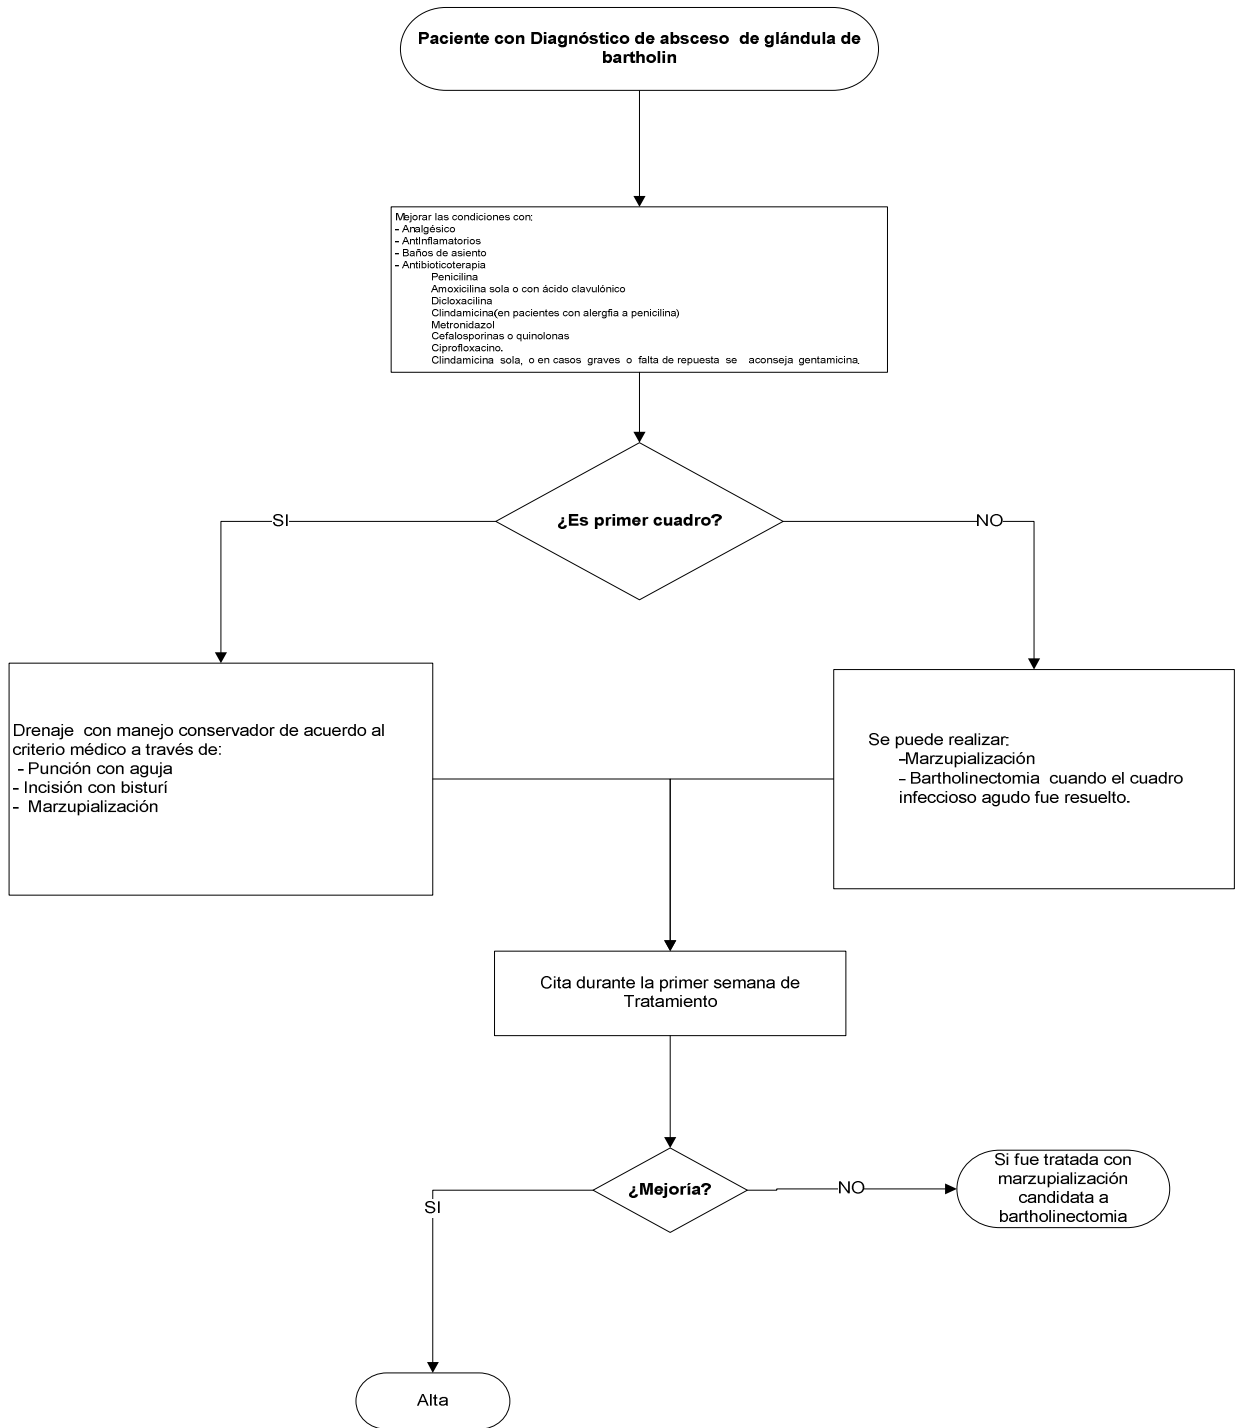 Paciente con Diagnóstico de absceso de glándula de
bartholin
Mejorar las condiciones con:
- Analgésico
- AntInflamatorios
- Baños de asiento
- Antibioticoterapia
Penicilina
Amoxicilina sola o con ácido clavulónico
Dicloxacilina
Clindamicina(en pacientes con alergfia a penicilina)
Metronidazol
Cefalosporinas o quinolonas
Ciprofloxacino.
Clindamicina sola, o en casos graves o falta de repuesta se aconseja gentamicina.
¿Es primer cuadro?
SI
NO
Drenaje con manejo conservador de acuerdo al
criterio médico a través de:
- Punción con aguja
- Incisión con bisturí
- Marzupialización
Se puede realizar:
-Marzupialización
- Bartholinectomia cuando el cuadro
infeccioso agudo fue resuelto.
Cita durante la primer semana de
Tratamiento
¿Mejoría?
SI
NO
Si fue tratada con
marzupialización
candidata a
bartholinectomia
Alta